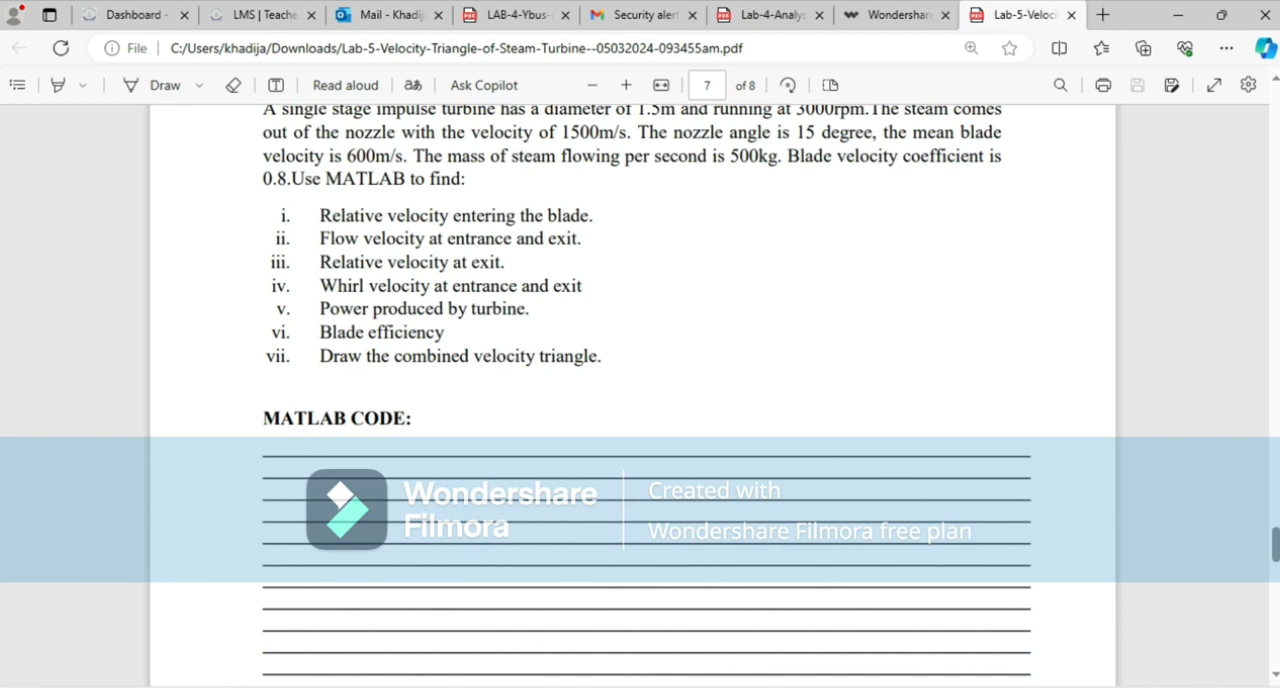 Dashboard -
LMS | Teache
Mail - Khadij
LAB-4-Ybus-
Security alert
Lab-4-Analys
Wondershare
Lab-5-Veloci
File
C:/Users/khadija/Downloads/Lab-5-Velocity-Triangle-of-Steam-Turbine--05032024-093455am.pdf
Draw
Read aloud
aあ
Ask Copilot
7
of 8
A single stage impulse turbine has a diameter of 1.5m and running at 3000rpm.The steam comes
out of the nozzle with the velocity of 1500m/s. The nozzle angle is 15 degree, the mean blade
velocity is 600m/s. The mass of steam flowing per second is 500kg. Blade velocity coefficient is
0.8.Use MATLAB to find:
i. Relative velocity entering the blade.
ii. Flow velocity at entrance and exit.
iii. Relative velocity at exit.
iv. Whirl velocity at entrance and exit
v. Power produced by turbine.
vi. Blade efficiency
vii. Draw the combined velocity triangle.
MATLAB CODE:
Wondershare
Filmora
Created with
Wondershare Filmora free plan